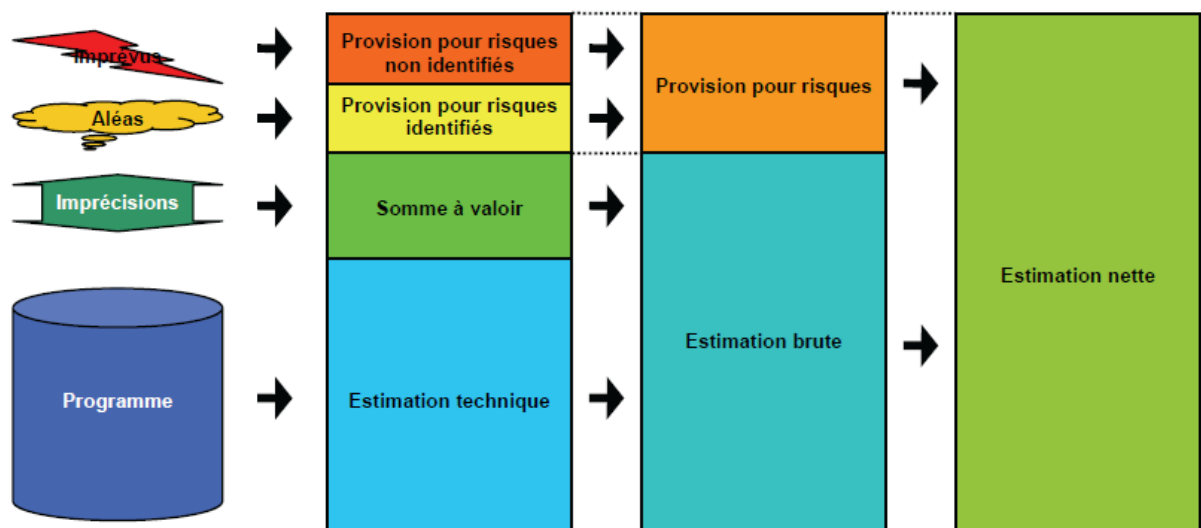 Imprévus
Provision pour risques
non identifiés
Aléas
Provision pour risques
identifiés
Provision pour risques
Imprécisions
Somme à valoir
Estimation nette
Estimation brute
Programme
Estimation technique